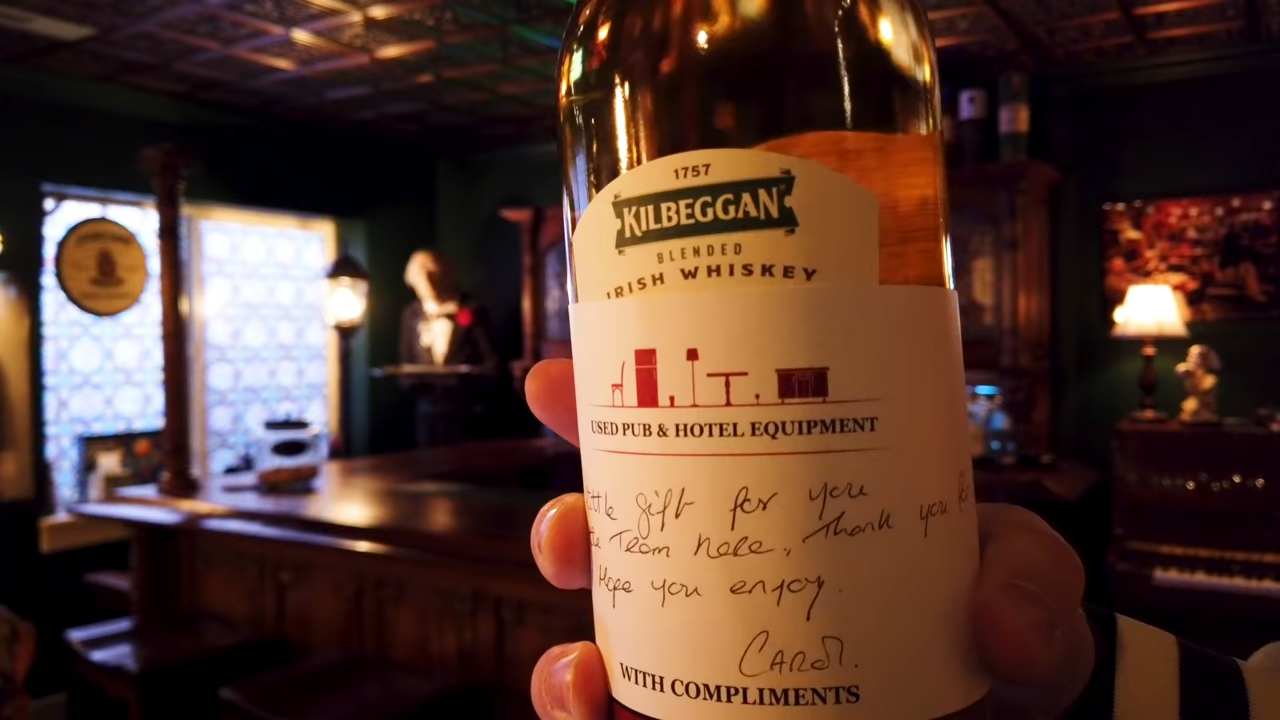 1757
KILBEGGAN
BLENDED
IRISH WHISKEY
USED PUB & HOTEL EQUIPMENT
gift for you
Team here, Thank you
Hope you enjoy.
Carol.
WITH COMPLIMENTS